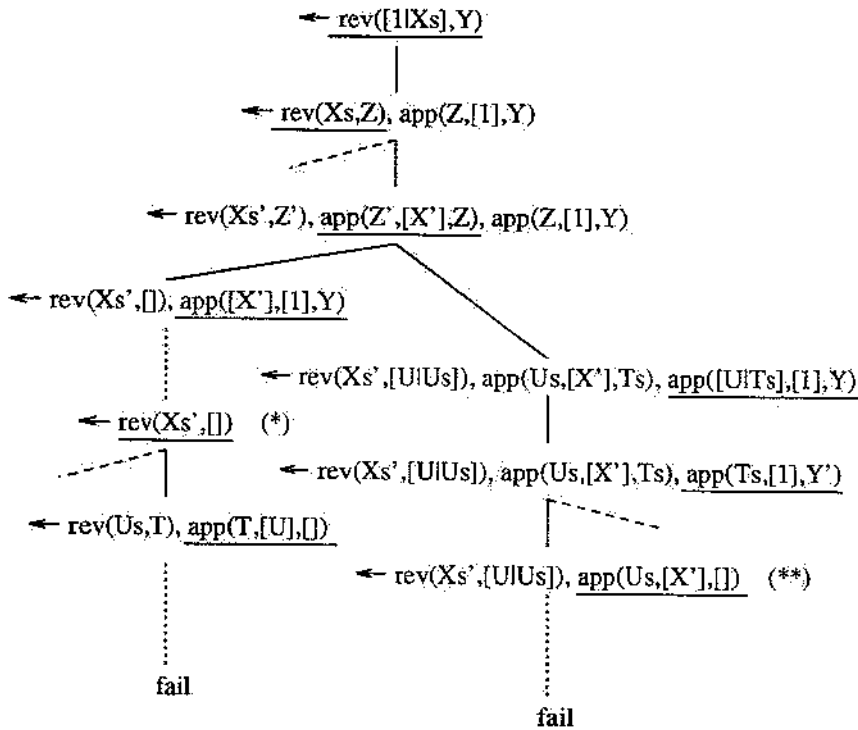 ← rev([1|Xs],Y)
← rev(Xs,Z), app(Z,[1],Y)
← rev(Xs',Z'), app(Z',[X'],Z), app(Z,[1],Y)
← rev(Xs',[]), app([X'],[1],Y)
← rev(Xs',[U|Us]), app(Us,[X'],Ts), app([U|Ts],[1],Y)
← rev(Xs',[]) (*)
← rev(Xs',[U|Us]), app(Us,[X'],Ts), app(Ts,[1],Y')
← rev(Us,T), app(T,[U],[])
← rev(Xs',[U|Us]), app(Us,[X'],[]) (**)
fail
fail